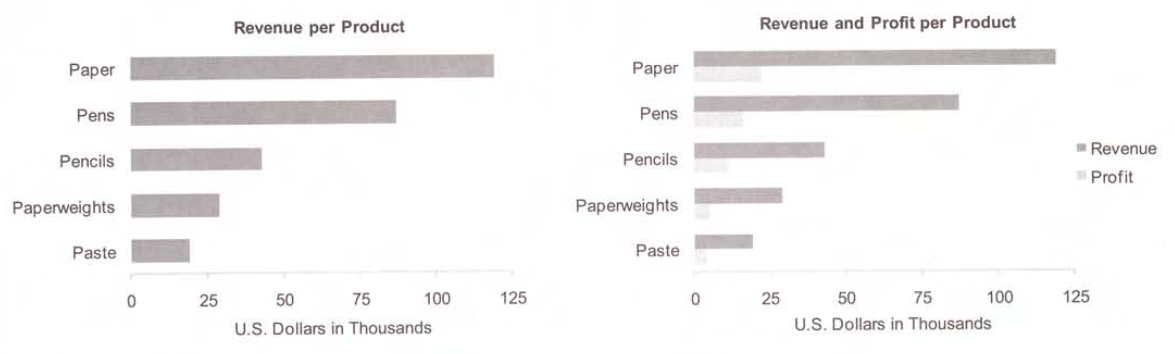 Revenue per Product
Paper
Pens
Pencils
Paperweights
Paste
0 25 50 75 100 125
U.S. Dollars in Thousands
Revenue and Profit per Product
Paper
Pens
Pencils
Paperweights
Paste
0 25 50 75 100 125
U.S. Dollars in Thousands
Revenue
Profit